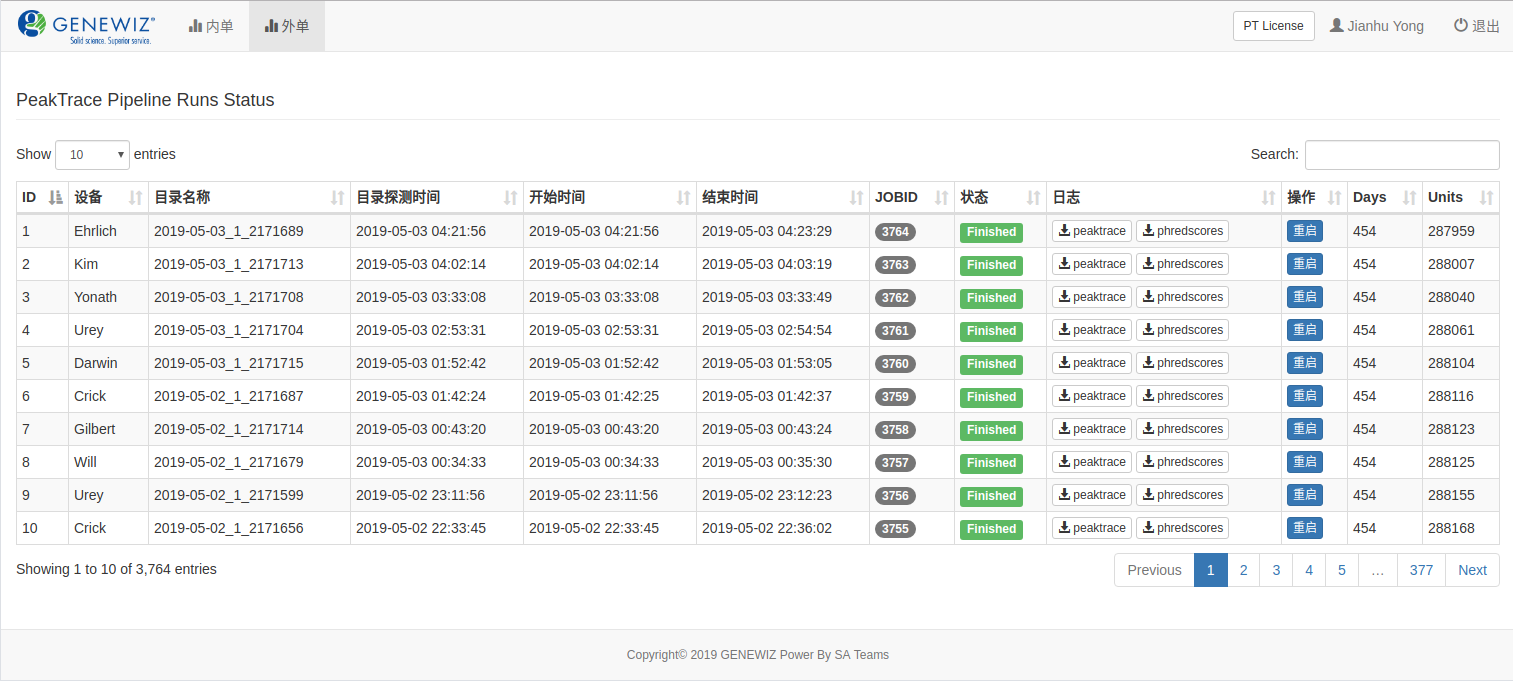 GENEWIZ® 内单 外单 PT License Jianhu Yong 退出
Solid science. Superior service.
PeakTrace Pipeline Runs Status
Show 10 entries Search:
ID 设备 目录名称 目录探测时间 开始时间 结束时间 JOBID 状态 日志 操作 Days Units
1 Ehrlich 2019-05-03_1_2171689 2019-05-03 04:21:56 2019-05-03 04:21:56 2019-05-03 04:23:29 3764 Finished peaktrace phredscores 重启 454 287959
2 Kim 2019-05-03_1_2171713 2019-05-03 04:02:14 2019-05-03 04:02:14 2019-05-03 04:03:19 3763 Finished peaktrace phredscores 重启 454 288007
3 Yonath 2019-05-03_1_2171708 2019-05-03 03:33:08 2019-05-03 03:33:08 2019-05-03 03:33:49 3762 Finished peaktrace phredscores 重启 454 288040
4 Urey 2019-05-03_1_2171704 2019-05-03 02:53:31 2019-05-03 02:53:31 2019-05-03 02:54:54 3761 Finished peaktrace phredscores 重启 454 288061
5 Darwin 2019-05-03_1_2171715 2019-05-03 01:52:42 2019-05-03 01:52:42 2019-05-03 01:53:05 3760 Finished peaktrace phredscores 重启 454 288104
6 Crick 2019-05-02_1_2171687 2019-05-03 01:42:24 2019-05-03 01:42:25 2019-05-03 01:42:37 3759 Finished peaktrace phredscores 重启 454 288116
7 Gilbert 2019-05-02_1_2171714 2019-05-03 00:43:20 2019-05-03 00:43:20 2019-05-03 00:43:24 3758 Finished peaktrace phredscores 重启 454 288123
8 Will 2019-05-02_1_2171679 2019-05-03 00:34:33 2019-05-03 00:34:33 2019-05-03 00:35:30 3757 Finished peaktrace phredscores 重启 454 288125
9 Urey 2019-05-02_1_2171599 2019-05-02 23:11:56 2019-05-02 23:11:56 2019-05-02 23:12:23 3756 Finished peaktrace phredscores 重启 454 288155
10 Crick 2019-05-02_1_2171656 2019-05-02 22:33:45 2019-05-02 22:33:45 2019-05-02 22:36:02 3755 Finished peaktrace phredscores 重启 454 288168
Showing 1 to 10 of 3,764 entries Previous 1 2 3 4 5 … 377 Next
Copyright© 2019 GENEWIZ Power By SA Teams